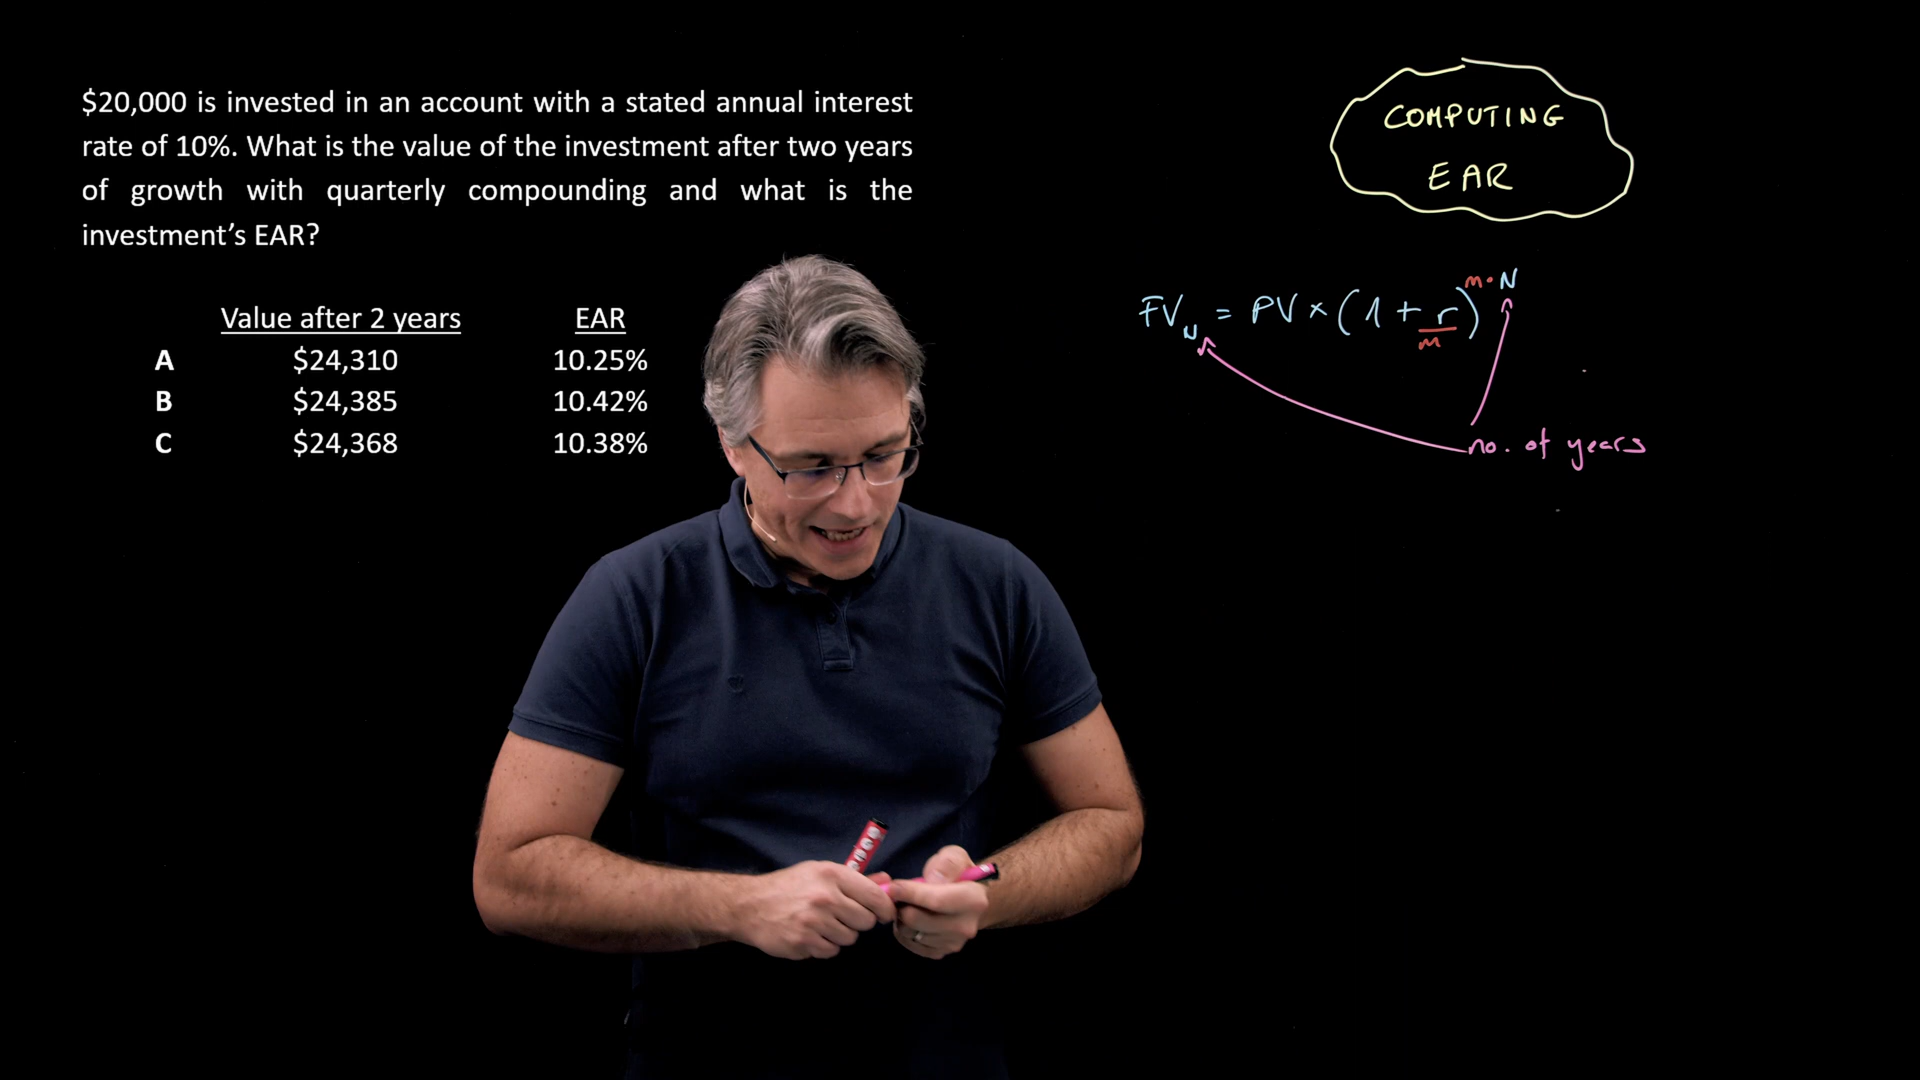 $20,000 is invested in an account with a stated annual interest
rate of 10%. What is the value of the investment after two years
of growth with quarterly compounding and what is the
investment’s EAR?
Value after 2 years EAR
A $24,310 10.25%
B $24,385 10.42%
C $24,368 10.38%
COMPUTING
EAR
FV_N = PV × (1 + r/m)^m·N
no. of years